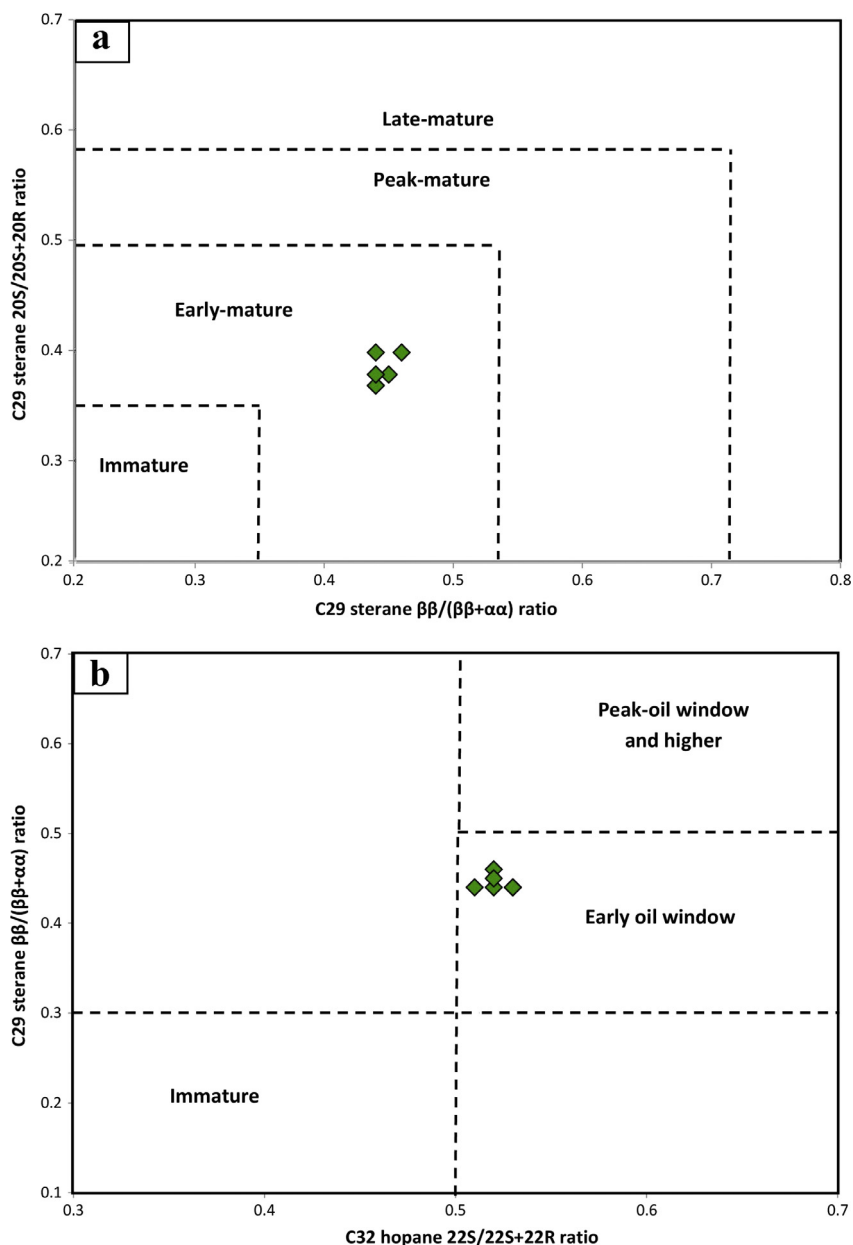 a
0.7
0.6
0.5
0.4
0.3
0.2
C29 sterane 20S/20S+20R ratio
Late-mature
Peak-mature
Early-mature
Immature
0.2 0.3 0.4 0.5 0.6 0.7 0.8
C29 sterane ββ/(ββ+αα) ratio
b
0.7
0.6
0.5
0.4
0.3
0.2
0.1
C29 sterane ββ/(ββ+αα) ratio
Peak-oil window
and higher
Early oil window
Immature
0.3 0.4 0.5 0.6 0.7
C32 hopane 22S/22S+22R ratio